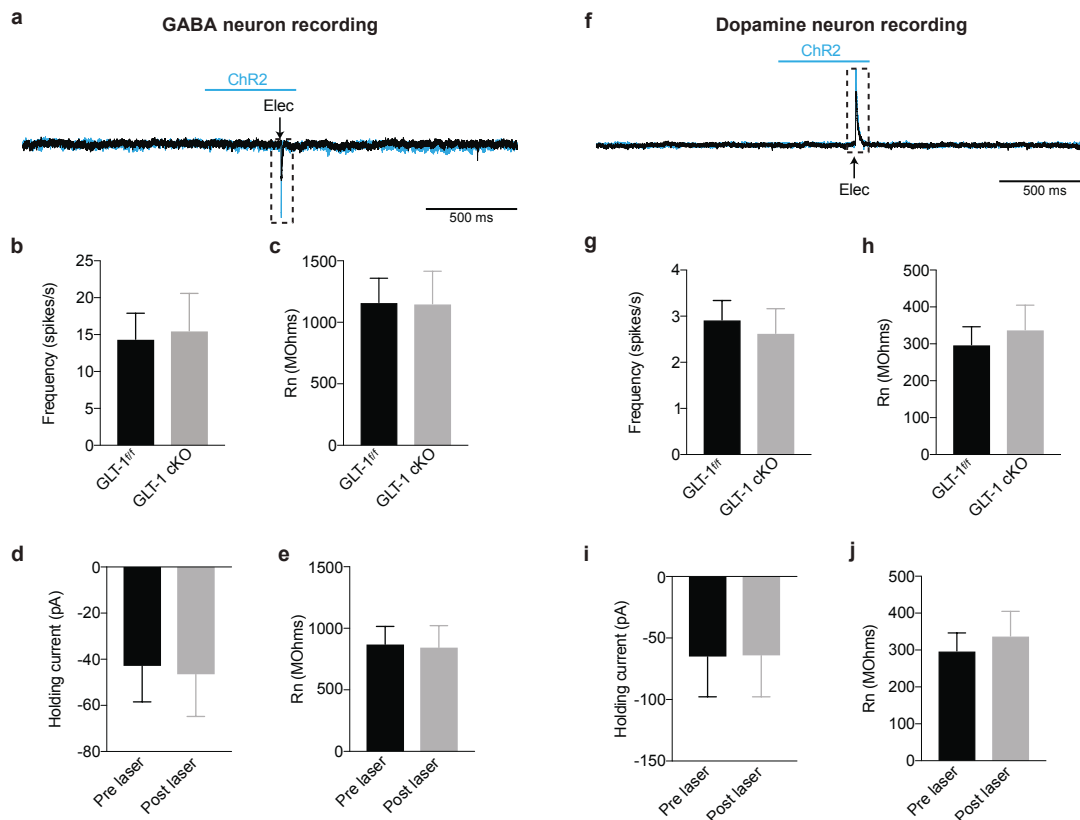 a
GABA neuron recording
ChR2
Elec
500 ms
b
Frequency (spikes/s)
25
20
15
10
5
0
GLT-1f/f
GLT-1 cKO
c
Rn (MOhms)
1500
1000
500
0
GLT-1f/f
GLT-1 cKO
d
Holding current (pA)
0
-20
-40
-60
-80
Pre laser
Post laser
e
Rn (MOhms)
1500
1000
500
0
Pre laser
Post laser
f
Dopamine neuron recording
ChR2
Elec
500 ms
g
Frequency (spikes/s)
4
3
2
1
0
GLT-1f/f
GLT-1 cKO
h
Rn (MOhms)
500
400
300
200
100
0
GLT-1f/f
GLT-1 cKO
i
Holding current (pA)
0
-50
-100
-150
Pre laser
Post laser
j
Rn (MOhms)
500
400
300
200
100
0
Pre laser
Post laser